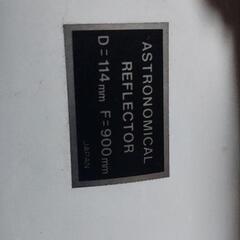 ASTRONOMICAL
REFLECTOR
D=114mm F=900mm
JAPAN